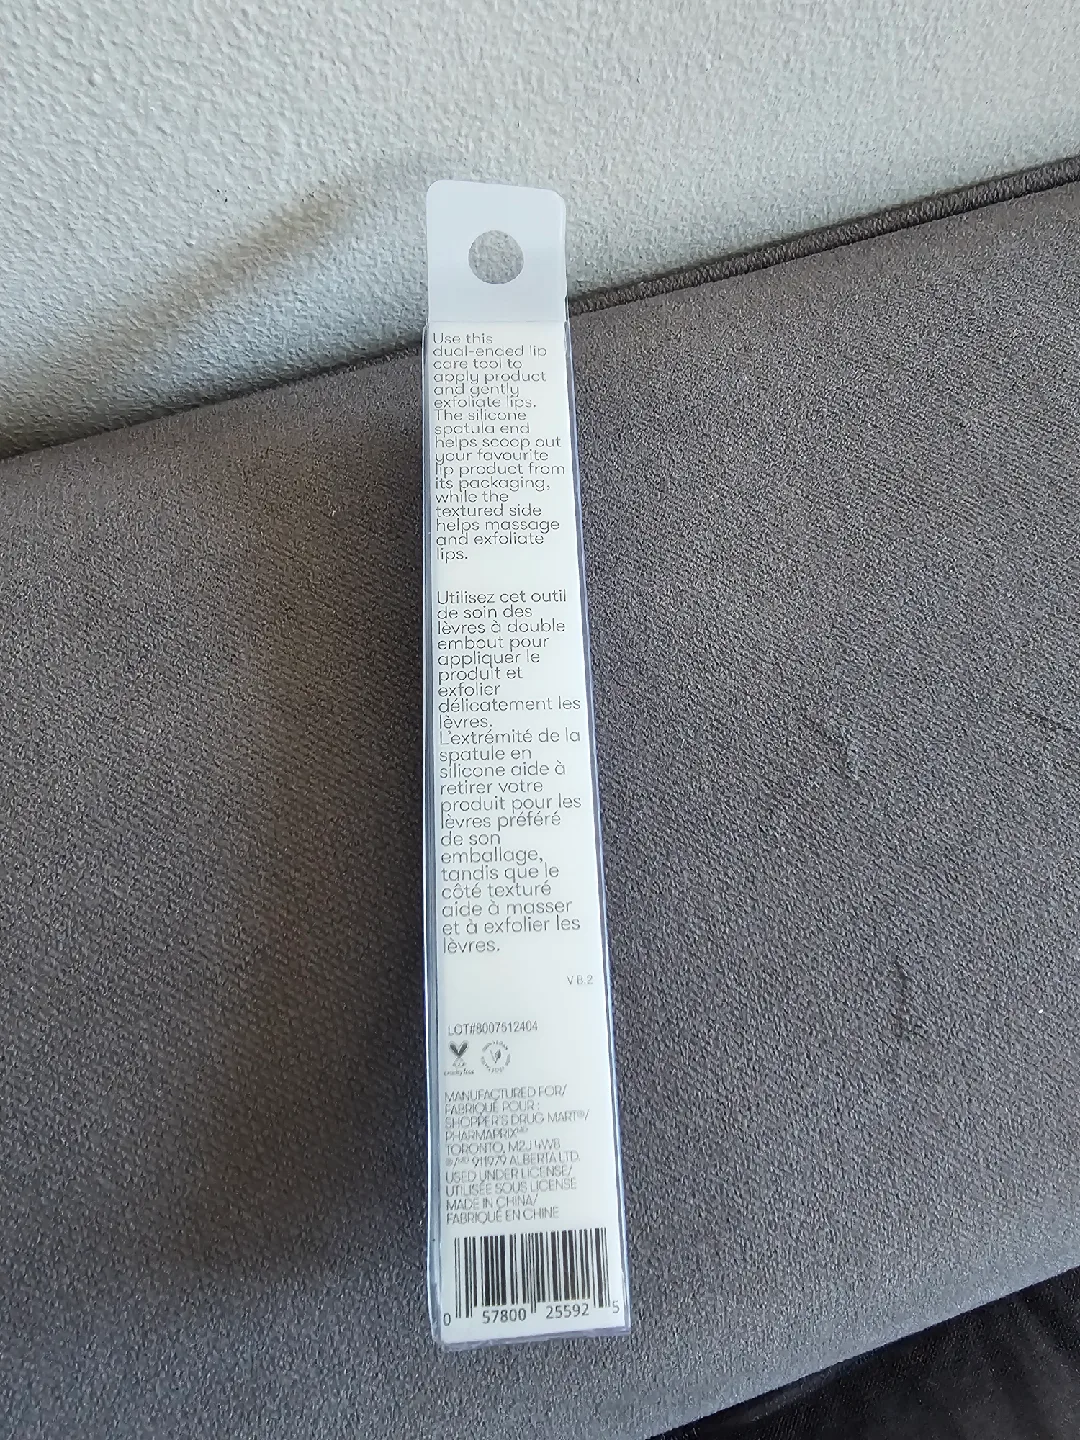 Use this
dual-ended lip
care tool to
apply product
and gently
exfoliate lips.
The silicone
spatula end
helps scoop out
your favourite
lip product from
its packaging,
while the
textured side
helps massage
and exfoliate
lips.
Utilisez cet outil
de soin des
lèvres à double
embout pour
appliquer le
produit et
exfolier
délicatement les
lèvres.
L'extrémité de la
spatule en
silicone aide à
retirer votre
produit pour les
lèvres préféré
de son
emballage,
tandis que le
côté texturé
aide à masser
et à exfolier les
lèvres.
V 8.2
LOT#8007512404
MANUFACTURED FOR/
FABRIQUÉ POUR :
SHOPPERS DRUG MART®/
PHARMAPRIX
TORONTO, M2J 4W8
911979 ALBERTA LTD.
USED UNDER LICENSE/
UTILISÉE SOUS LICENSE
MADE IN CHINA/
FABRIQUÉ EN CHINE
0 57800 25592 5